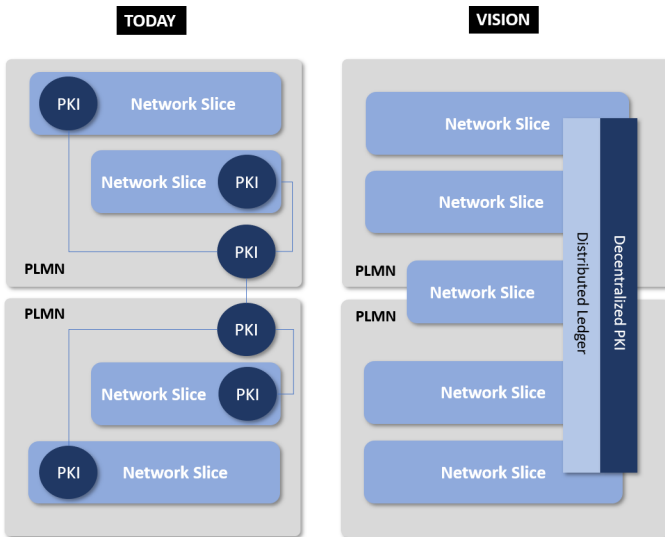 TODAY
PKI
Network Slice
Network Slice
PKI
PKI
PLMN
PLMN
PKI
Network Slice
PKI
PKI
Network Slice
VISION
Network Slice
Network Slice
PLMN
Network Slice
PLMN
Network Slice
Network Slice
Distributed Ledger
Decentralized PKI